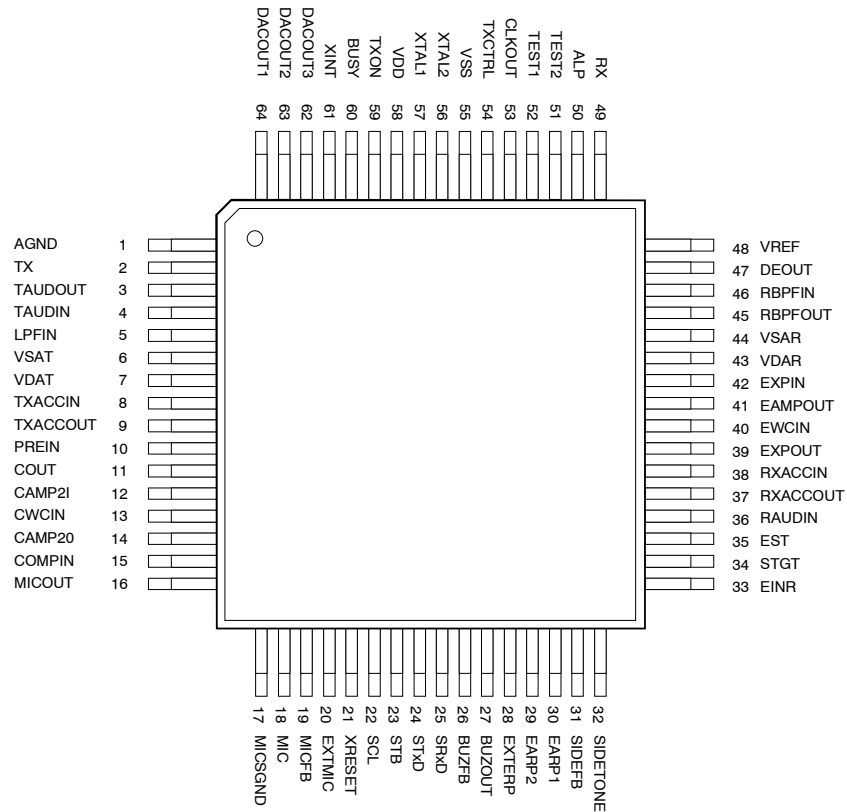 DACOUT1 DACOUT2 DACOUT3 XINT BUSY TXON VDD XTAL1 XTAL2 VSS TXCTRL CLKOUT TEST1 TEST2 ALP RX
64 63 62 61 60 59 58 57 56 55 54 53 52 51 50 49
AGND 1
TX 2
TAUDOUT 3
TAUDIN 4
LPFIN 5
VSAT 6
VDAT 7
TXACCIN 8
TXACCOUT 9
PREIN 10
COUT 11
CAMP2I 12
CWCIN 13
CAMP20 14
COMPIN 15
MICOUT 16
48 VREF
47 DEOUT
46 RBPFIN
45 RBPFOUT
44 VSAR
43 VDAR
42 EXPIN
41 EAMPOUT
40 EWCIN
39 EXPOUT
38 RXACCIN
37 RXACCOUT
36 RAUDIN
35 EST
34 STGT
33 EINR
17 MICSGND
18 MIC
19 MICFB
20 EXTMIC
21 XRESET
22 SCL
23 STB
24 STxD
25 SRxD
26 BUZFB
27 BUZOUT
28 EXTERP
29 EARP2
30 EARP1
31 SIDEFB
32 SIDETONE